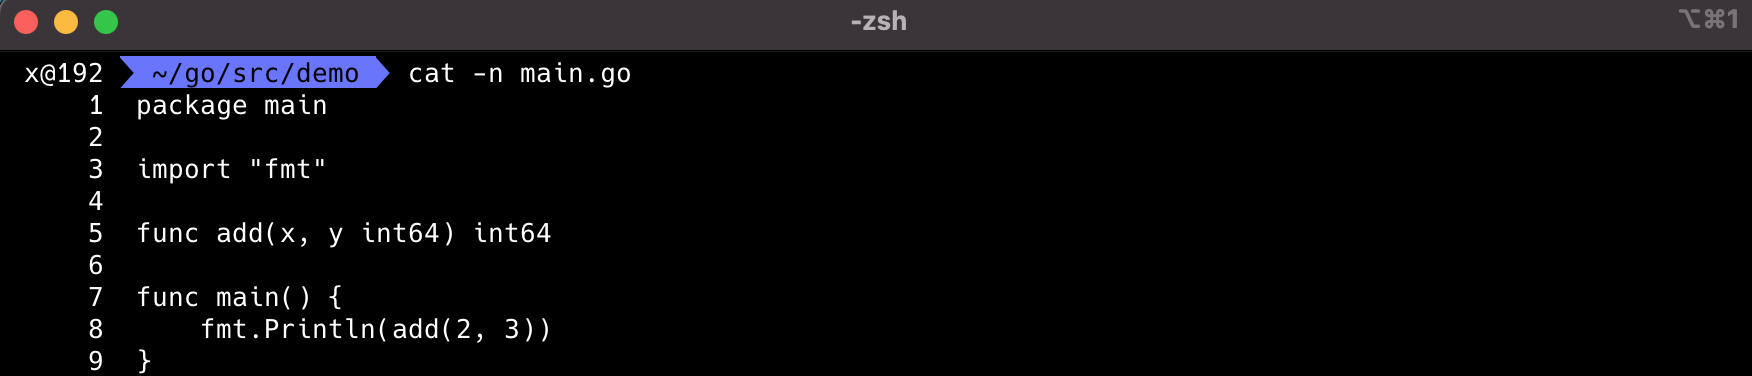 -zsh
⌥⌘1
x@192 ~/go/src/demo cat -n main.go
1 package main
2
3 import "fmt"
4
5 func add(x, y int64) int64
6
7 func main() {
8     fmt.Println(add(2, 3))
9 }